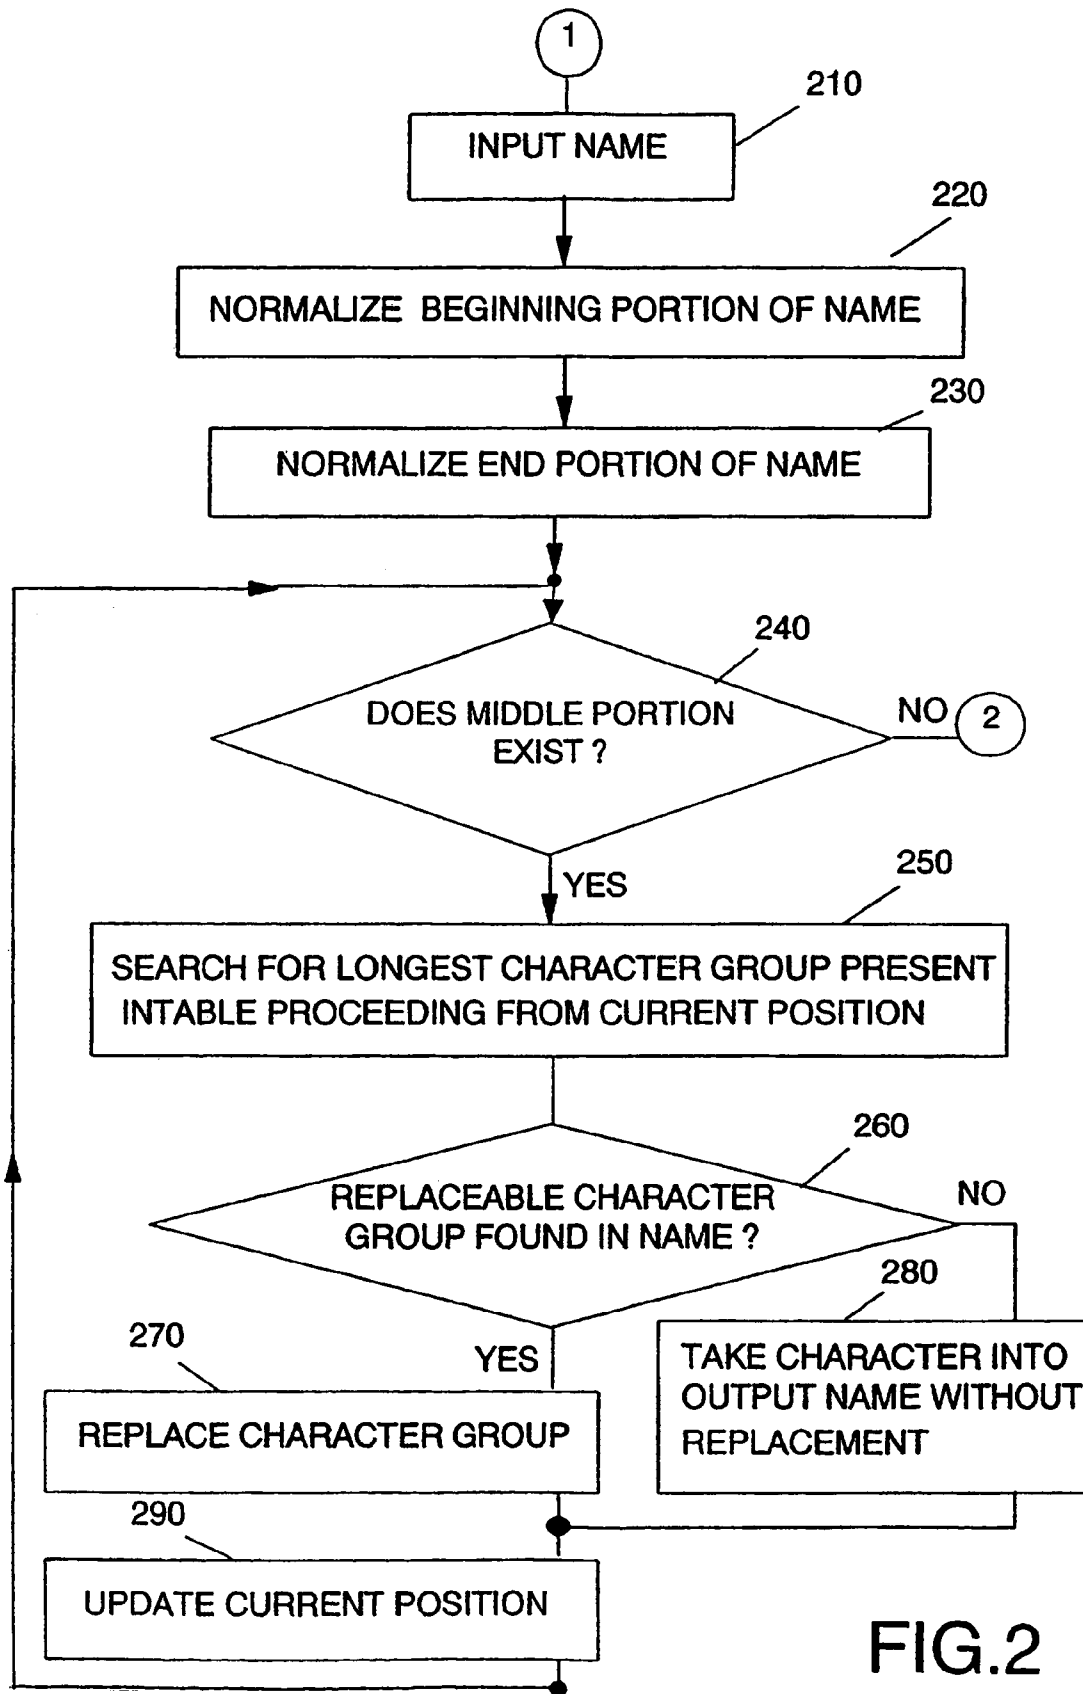 1
210
INPUT NAME
220
NORMALIZE BEGINNING PORTION OF NAME
230
NORMALIZE END PORTION OF NAME
240
DOES MIDDLE PORTION
EXIST ?
NO
2
YES
250
SEARCH FOR LONGEST CHARACTER GROUP PRESENT
INTABLE PROCEEDING FROM CURRENT POSITION
260
REPLACEABLE CHARACTER
GROUP FOUND IN NAME ?
NO
280
270
YES
TAKE CHARACTER INTO
OUTPUT NAME WITHOUT
REPLACEMENT
REPLACE CHARACTER GROUP
290
UPDATE CURRENT POSITION
FIG.2